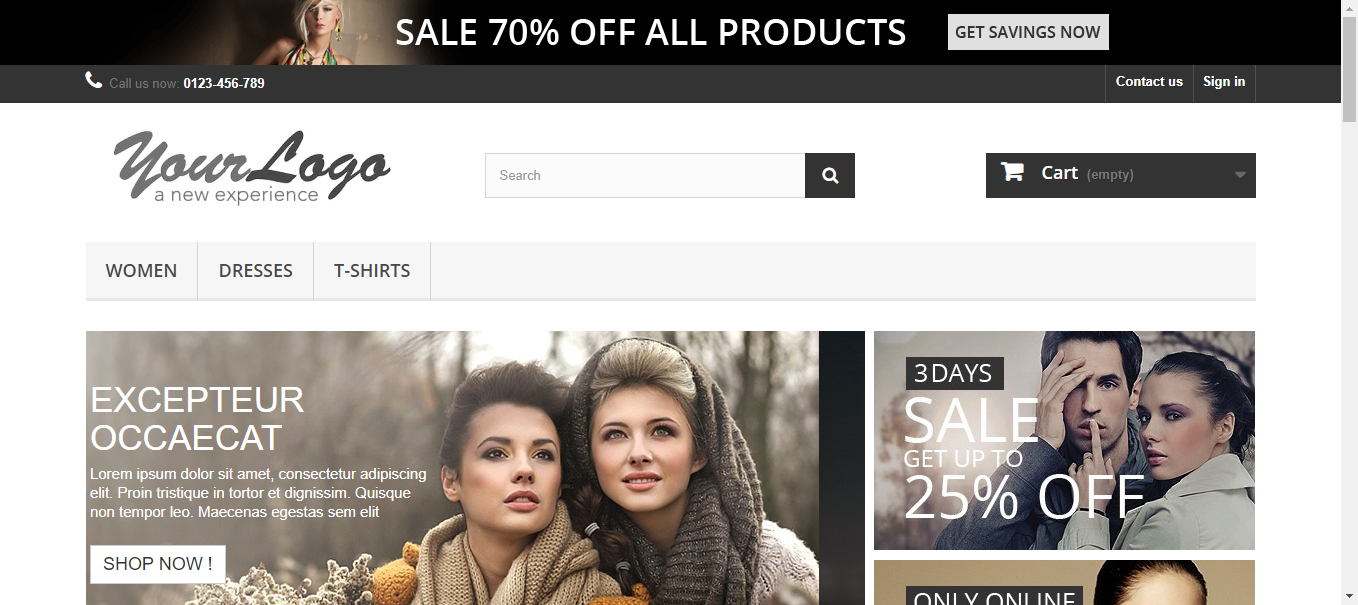 SALE 70% OFF ALL PRODUCTS
GET SAVINGS NOW
Call us now: 0123-456-789
Contact us
Sign in
YourLogo
a new experience
Search
Cart (empty)
WOMEN
DRESSES
T-SHIRTS
EXCEPTEUR
OCCAECAT
Lorem ipsum dolor sit amet, consectetur adipiscing
elit. Proin tristique in tortor et dignissim. Quisque
non tempor leo. Maecenas egestas sem elit
SHOP NOW !
3DAYS
SALE
GET UP TO
25% OFF
ONLY ONLINE